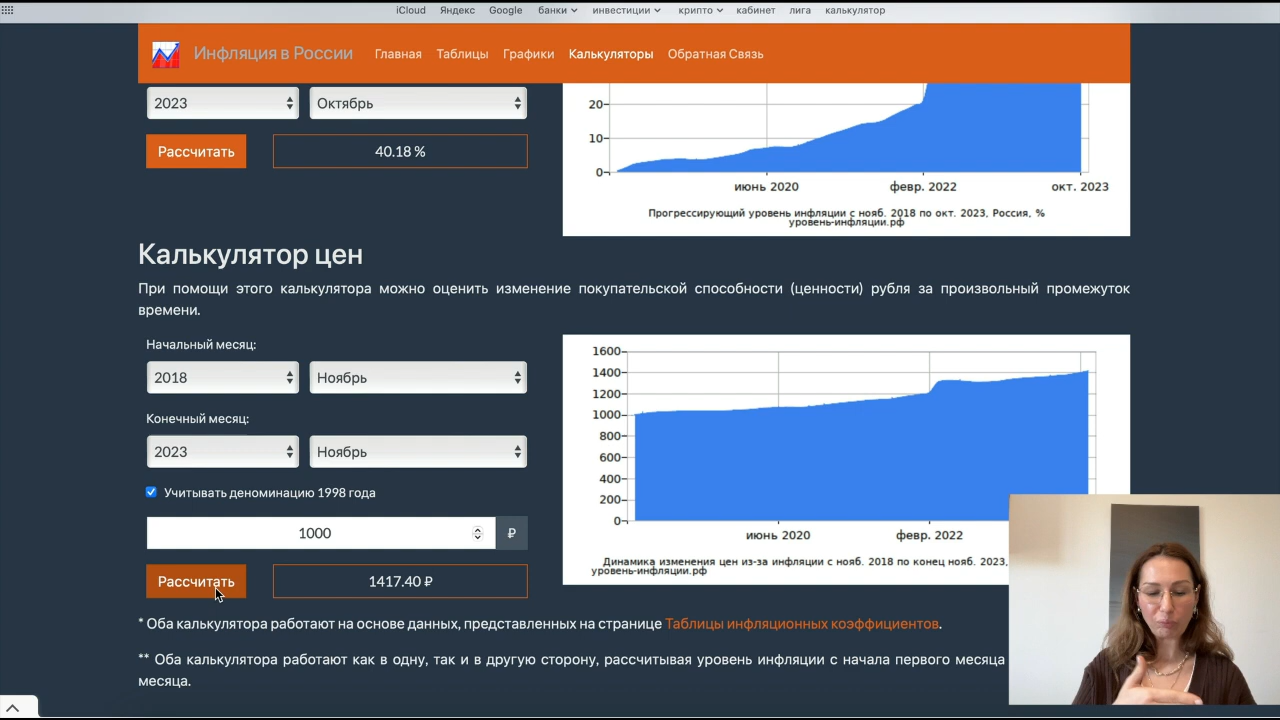 iCloud Яндекс Google банки инвестиции крипто кабинет лига калькулятор
Инфляция в России Главная Таблицы Графики Калькуляторы Обратная Связь
2023 Октябрь
Рассчитать 40.18 %
20
10
0
июнь 2020 февр. 2022 окт. 2023
Прогрессирующий уровень инфляции с нояб. 2018 по окт. 2023, Россия, %
уровень-инфляции.рф
Калькулятор цен
При помощи этого калькулятора можно оценить изменение покупательской способности (ценности) рубля за произвольный промежуток
времени.
Начальный месяц:
2018 Ноябрь
Конечный месяц:
2023 Ноябрь
Учитывать деноминацию 1998 года
1000 ₽
Рассчитать 1417.40 ₽
1600
1400
1200
1000
800
600
400
200
0
июнь 2020 февр. 2022
Динамика изменения цен из-за инфляции с нояб. 2018 по конец нояб. 2023,
уровень-инфляции.рф
* Оба калькулятора работают на основе данных, представленных на странице Таблицы инфляционных коэффициентов.
** Оба калькулятора работают как в одну, так и в другую сторону, рассчитывая уровень инфляции с начала первого месяца
месяца.